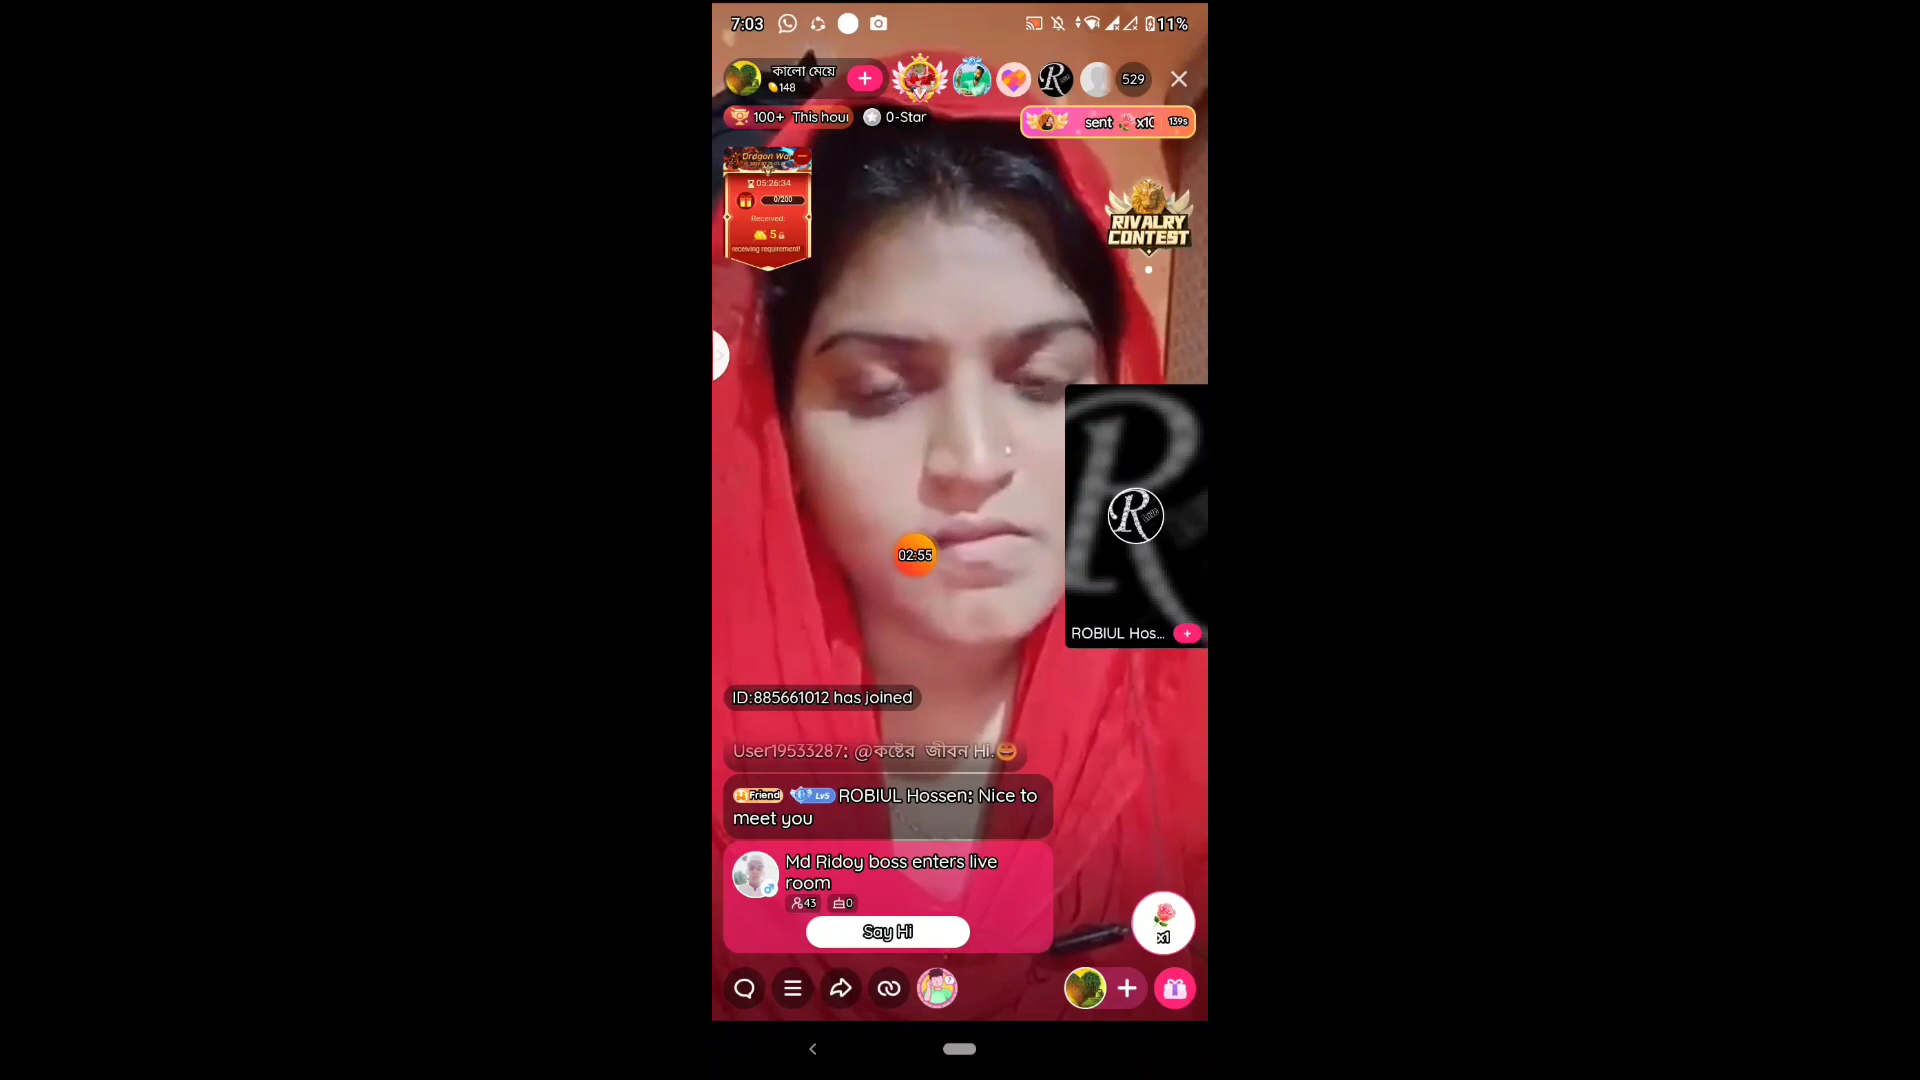 7:03
11%
কালো মেয়ে
148
529
100+ This hou
0-Star
sent x10
139s
Dragon War
05:26:34
0/200
Received:
5
receiving requirement!
RIVALRY
CONTEST
R
02:55
ROBIUL Hos...
ID:885661012 has joined
User19533287: @কষ্টের জীবন Hi.😄
Friend Lv5 ROBIUL Hossen: Nice to
meet you
Md Ridoy boss enters live
room
43 0
Say Hi
x1